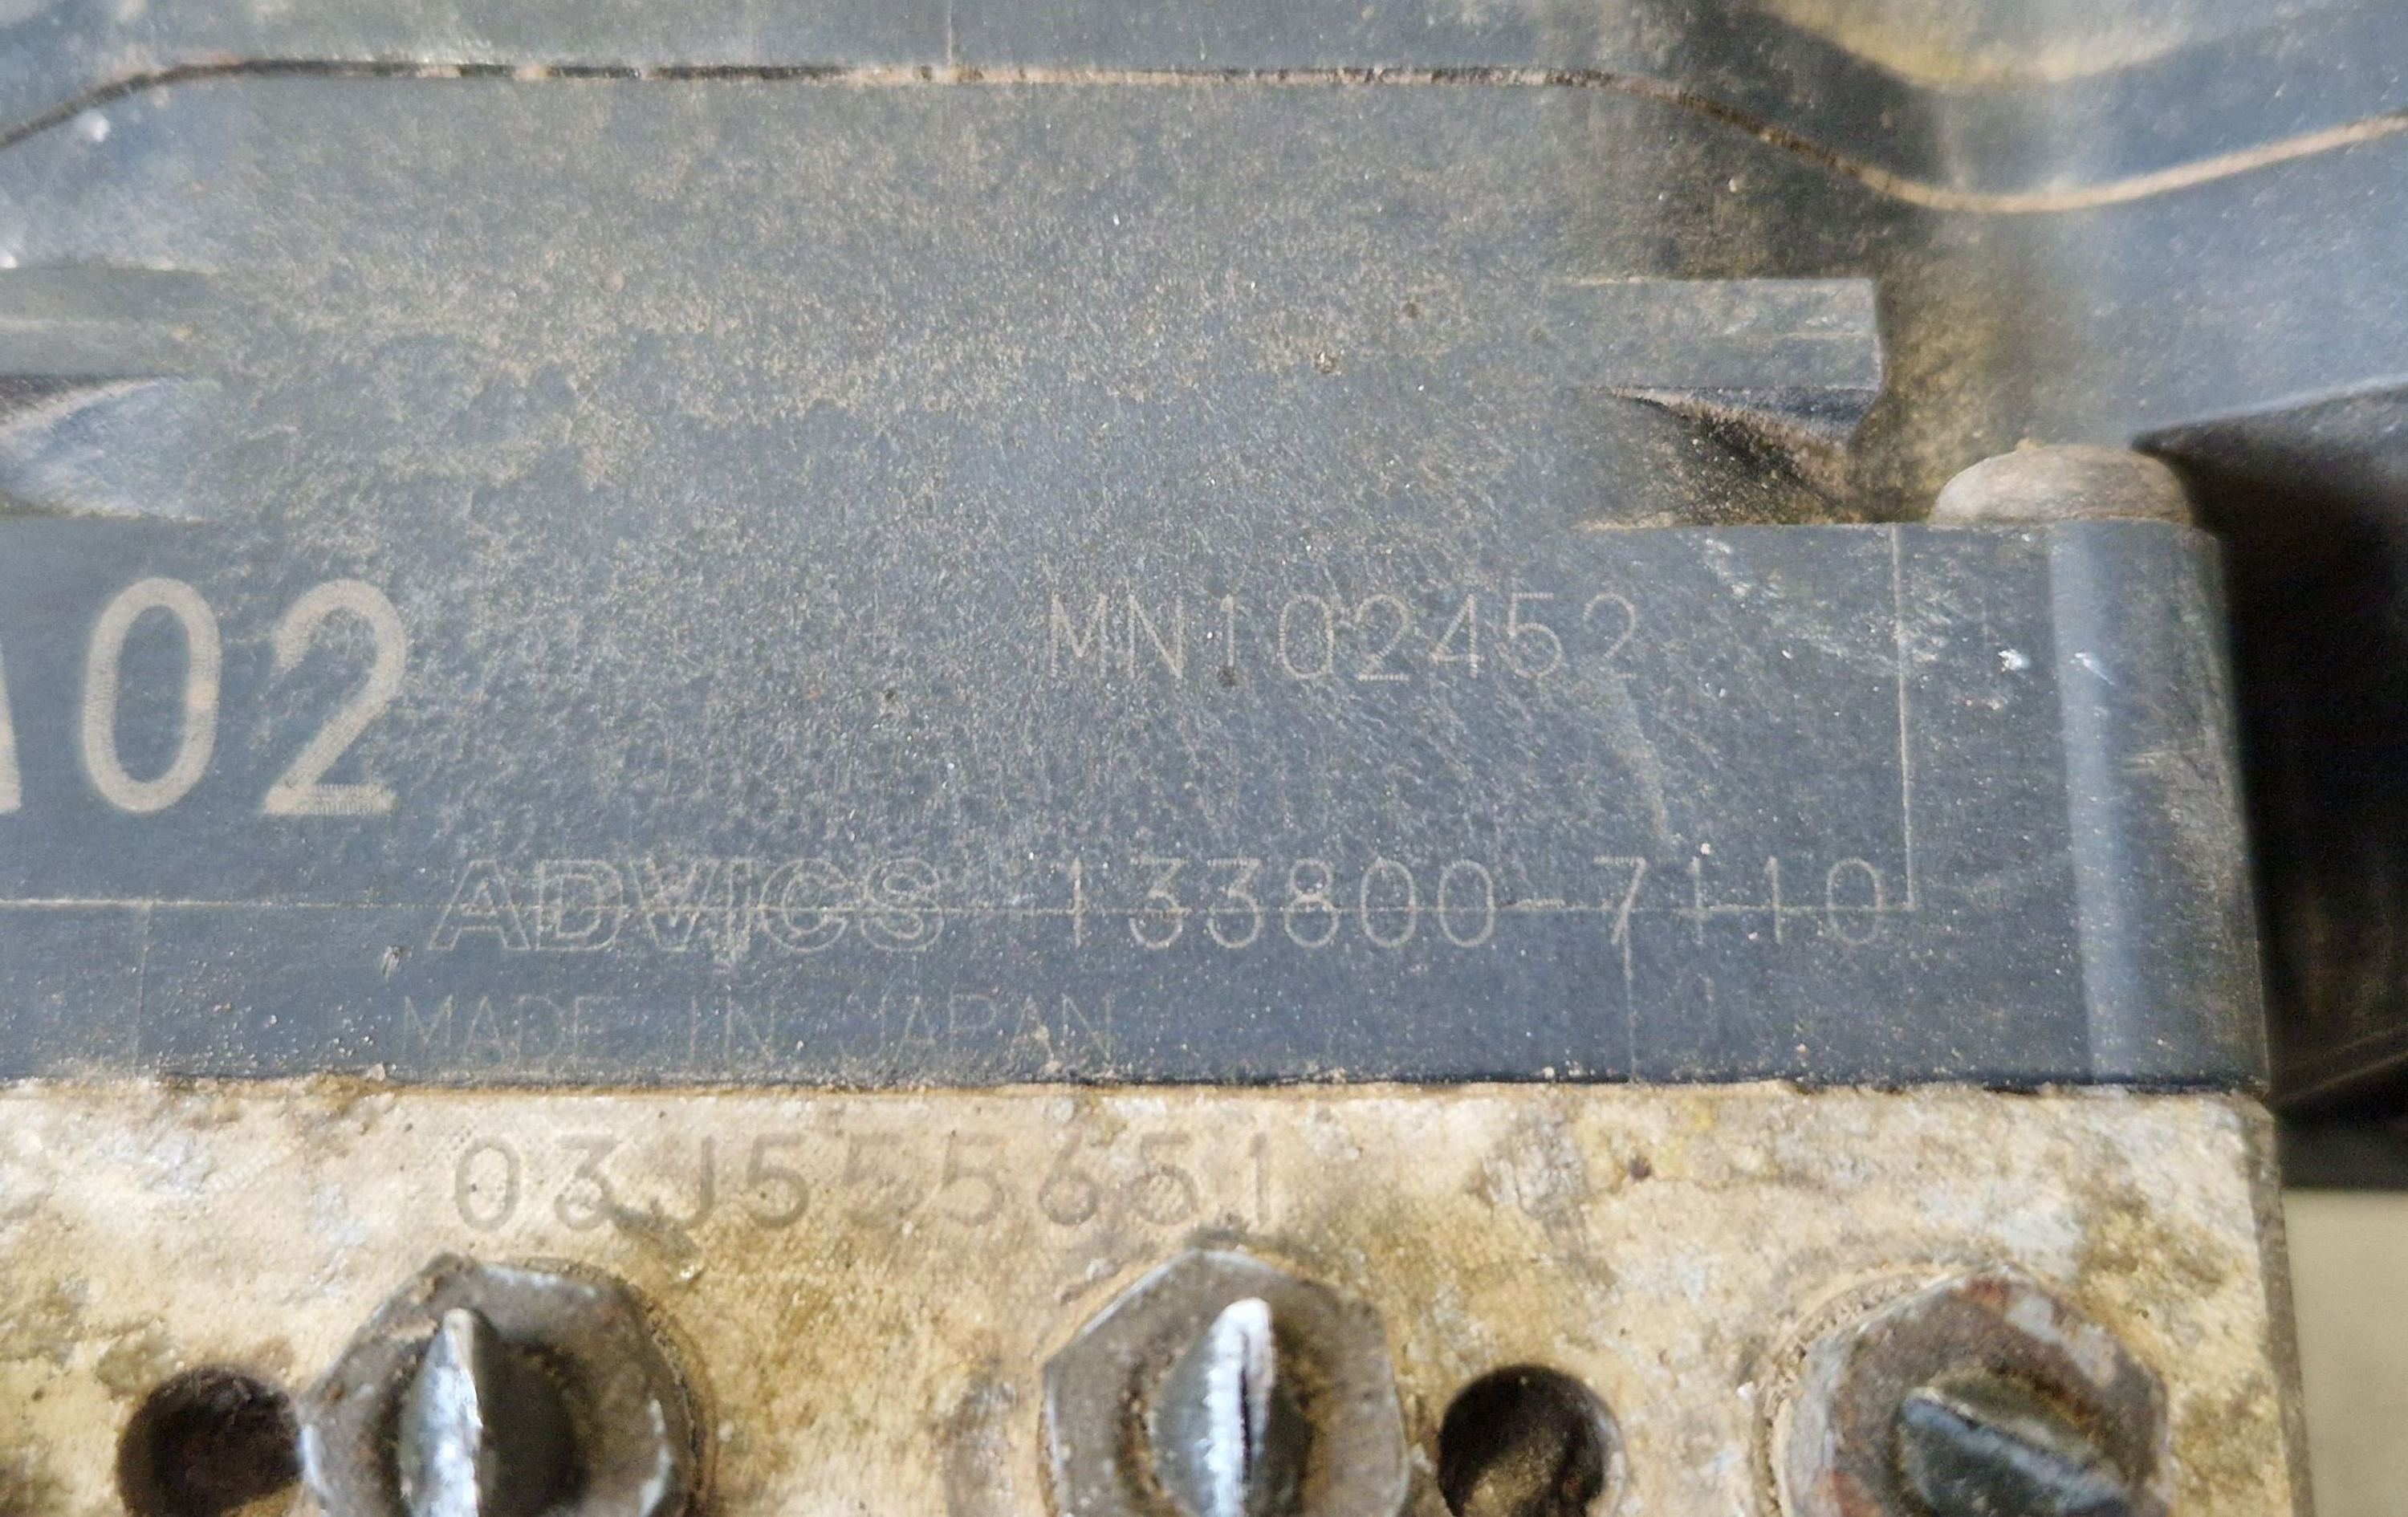 MN102452
A02
ADVICS 133800-7110
MADE IN JAPAN
03J555651